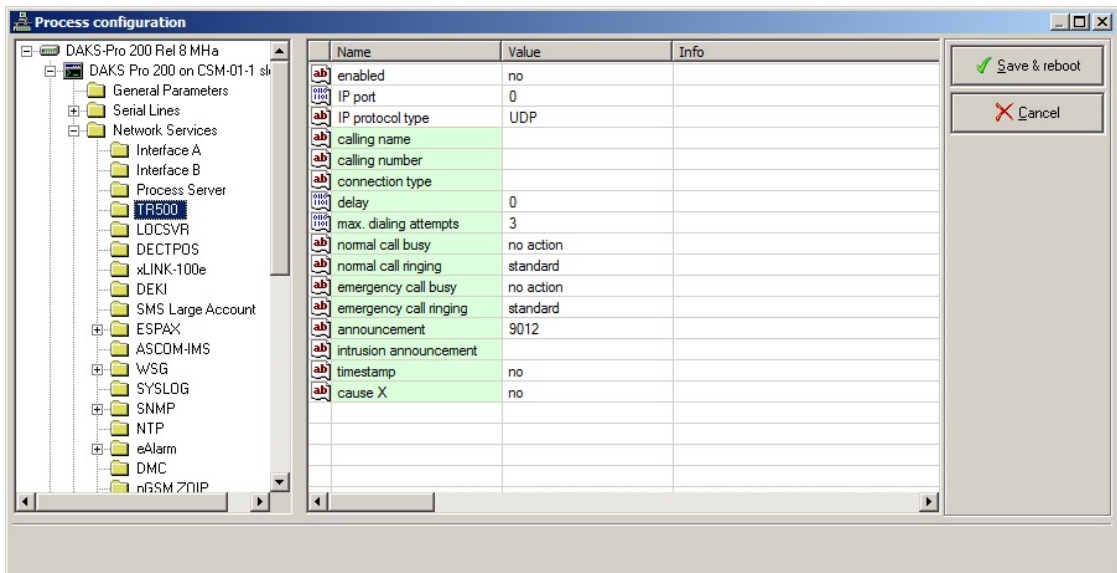 Process configuration
DAKS-Pro 200 Rel 8 MHa
DAKS Pro 200 on CSM-01-1
General Parameters
Serial Lines
Network Services
Interface A
Interface B
Process Server
TR500
LOCSVR
DECTPOS
xLINK-100e
DEKI
SMS Large Account
ESPAX
ASCOM-IMS
WSG
SYSLOG
SNMP
NTP
eAlarm
DMC
nGSM ZOIP
Name Value Info
enabled no
IP port 0
IP protocol type UDP
calling name
calling number
connection type
delay 0
max. dialing attempts 3
normal call busy no action
normal call ringing standard
emergency call busy no action
emergency call ringing standard
announcement 9012
intrusion announcement
timestamp no
cause X no
Save & reboot
Cancel